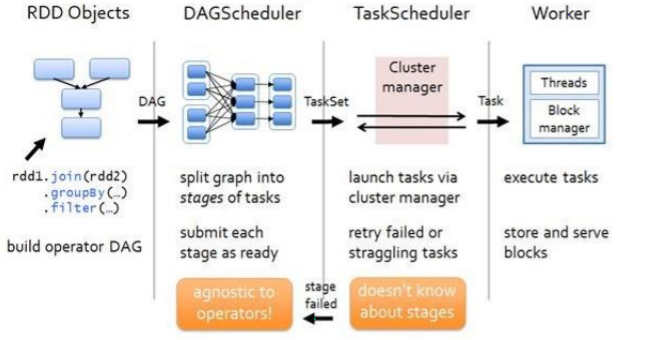 RDD Objects
DAGScheduler
TaskScheduler
Worker
DAG
TaskSet
Cluster
manager
Task
Threads
Block
manager
rdd1.join(rdd2)
.groupBy(…)
.filter(…)
build operator DAG
split graph into
stages of tasks
submit each
stage as ready
launch tasks via
cluster manager
retry failed or
straggling tasks
execute tasks
store and serve
blocks
agnostic to
operators!
stage
failed
doesn't know
about stages